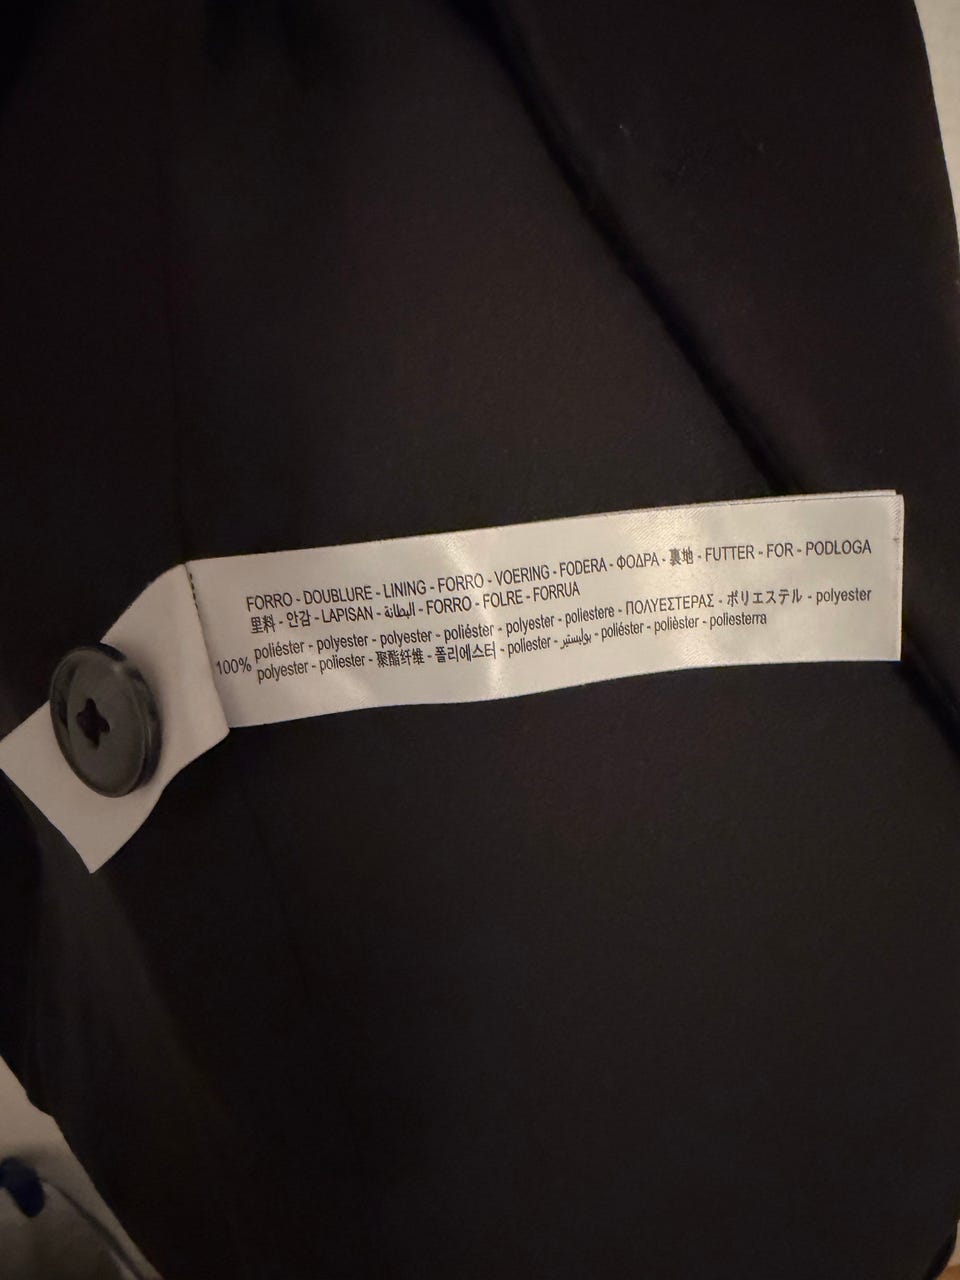 FORRO - DOUBLURE - LINING - FORRO - VOERING - FODERA - ΦΟΔΡΑ - 裏地 - FUTTER - FOR - PODLOGA
里料 - 안감 - LAPISAN - البطانة - FORRO - FOLRE - FORRUA
100% poliéster - polyester - polyester - poliéster - polyester - poliestere - ΠΟΛΥΕΣΤΕΡΑΣ - ポリエステル - polyester
polyester - poliester - 聚酯纤维 - 폴리에스터 - poliester - بوليستير - poliéster - polièster - poliesterra